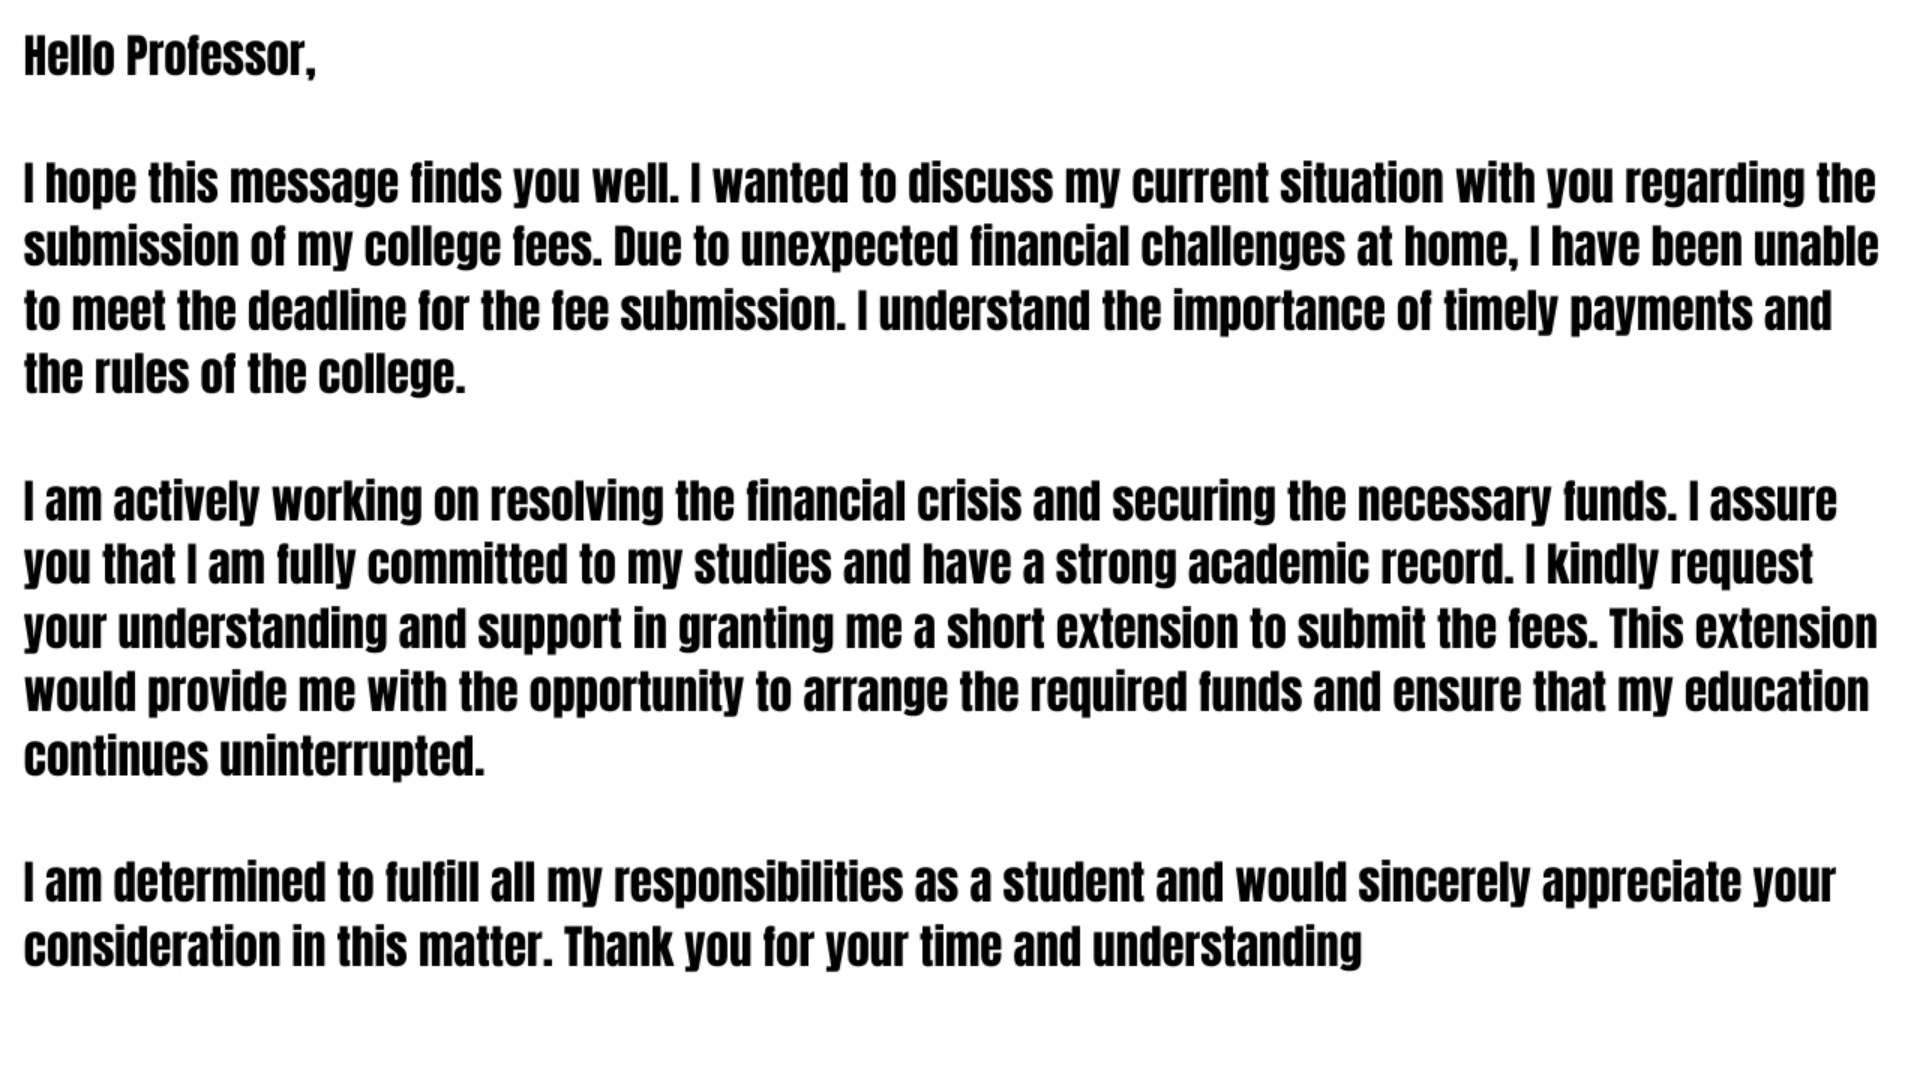 Hello Professor,
I hope this message finds you well. I wanted to discuss my current situation with you regarding the
submission of my college fees. Due to unexpected financial challenges at home, I have been unable
to meet the deadline for the fee submission. I understand the importance of timely payments and
the rules of the college.
I am actively working on resolving the financial crisis and securing the necessary funds. I assure
you that I am fully committed to my studies and have a strong academic record. I kindly request
your understanding and support in granting me a short extension to submit the fees. This extension
would provide me with the opportunity to arrange the required funds and ensure that my education
continues uninterrupted.
I am determined to fulfill all my responsibilities as a student and would sincerely appreciate your
consideration in this matter. Thank you for your time and understanding